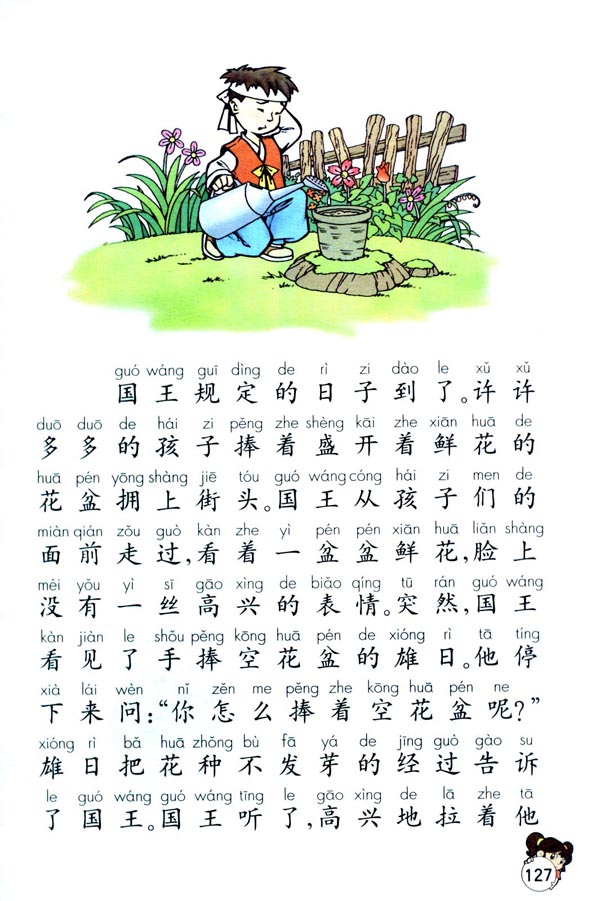 guó wáng guī dìng de rì zi dào le xǔ xǔ
国王规定的日子到了。许许
duō duō de hái zi pěng zhe shèng kāi zhe xiān huā de
多多的孩子捧着盛开着鲜花的
huā pén yōng shàng jiē tóu guó wáng cóng hái zi men de
花盆拥上街头。国王从孩子们的
miàn qián zǒu guò kàn zhe yì pén pén xiān huā liǎn shàng
面前走过,看着一盆盆鲜花,脸上
méi yǒu yì sī gāo xìng de biǎo qíng tū rán guó wáng
没有一丝高兴的表情。突然,国王
kàn jiàn le shǒu pěng kōng huā pén de xióng rì tā tíng
看见了手捧空花盆的雄日。他停
xià lái wèn nǐ zěn me pěng zhe kōng huā pén ne
下来问:“你怎么捧着空花盆呢?”
xióng rì bǎ huā zhǒng bù fā yá de jīng guò gào su
雄日把花种不发芽的经过告诉
le guó wáng guó wáng tīng le gāo xìng de lā zhe tā
了国王。国王听了,高兴地拉着他
127